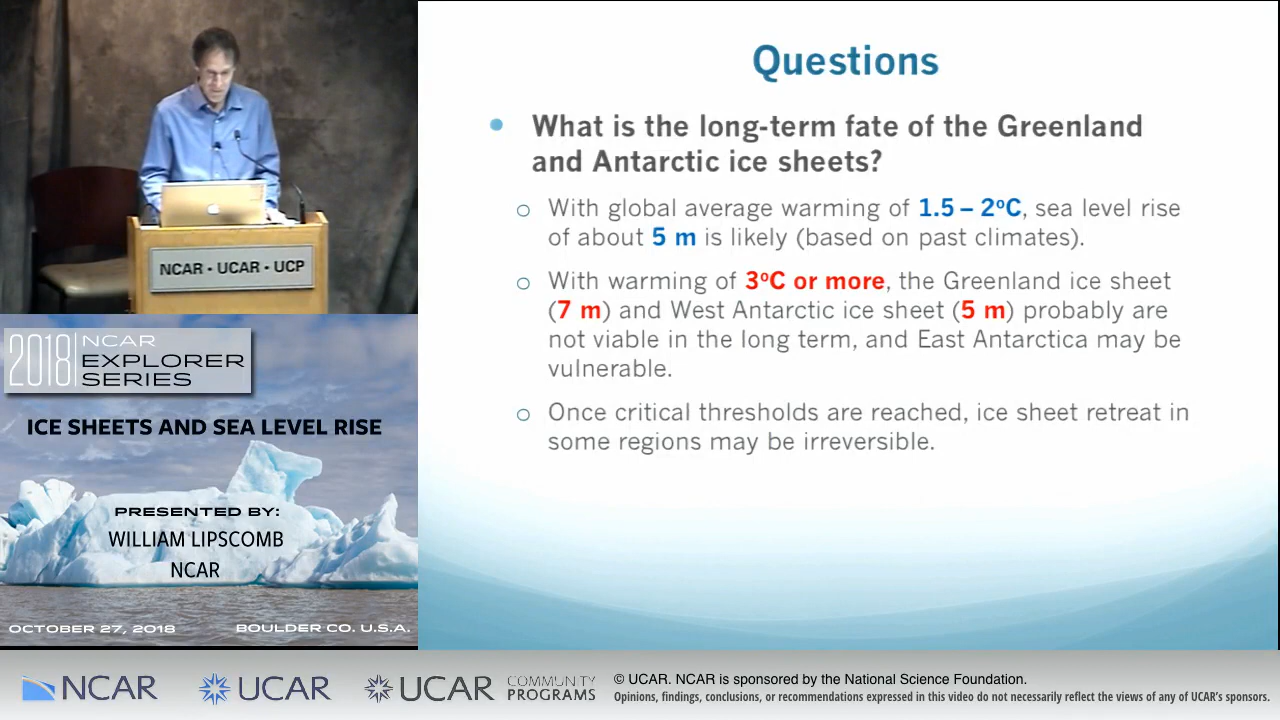 NCAR • UCAR • UCP
2018
NCAR
EXPLORER
SERIES
ICE SHEETS AND SEA LEVEL RISE
PRESENTED BY:
WILLIAM LIPSCOMB
NCAR
OCTOBER 27, 2018
BOULDER CO. U.S.A.
Questions
• What is the long-term fate of the Greenland
and Antarctic ice sheets?
o With global average warming of 1.5 – 2°C, sea level rise
of about 5 m is likely (based on past climates).
o With warming of 3°C or more, the Greenland ice sheet
(7 m) and West Antarctic ice sheet (5 m) probably are
not viable in the long term, and East Antarctica may be
vulnerable.
o Once critical thresholds are reached, ice sheet retreat in
some regions may be irreversible.
NCAR
UCAR
UCAR
COMMUNITY
PROGRAMS
© UCAR. NCAR is sponsored by the National Science Foundation.
Opinions, findings, conclusions, or recommendations expressed in this video do not necessarily reflect the views of any of UCAR's sponsors.